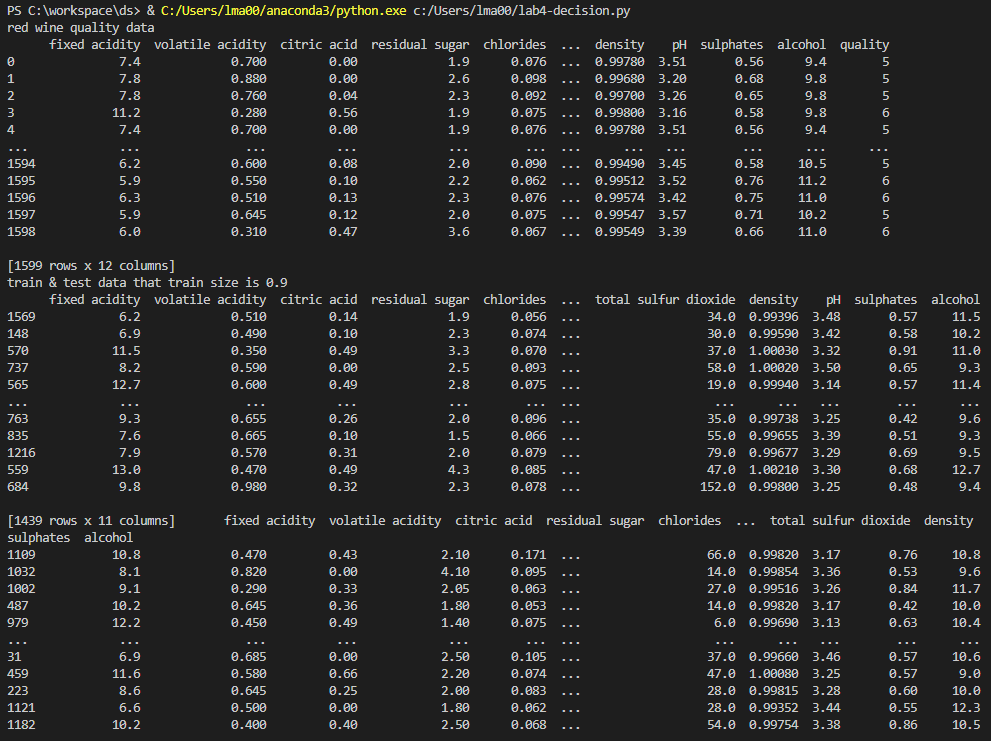 PS C:\workspace\ds> & C:/Users/lma00/anaconda3/python.exe c:/Users/lma00/lab4-decision.py
red wine quality data
      fixed acidity  volatile acidity  citric acid  residual sugar  chlorides  ...  density    pH  sulphates  alcohol  quality
0               7.4             0.700         0.00             1.9      0.076  ...  0.99780  3.51       0.56      9.4        5
1               7.8             0.880         0.00             2.6      0.098  ...  0.99680  3.20       0.68      9.8        5
2               7.8             0.760         0.04             2.3      0.092  ...  0.99700  3.26       0.65      9.8        5
3              11.2             0.280         0.56             1.9      0.075  ...  0.99800  3.16       0.58      9.8        6
4               7.4             0.700         0.00             1.9      0.076  ...  0.99780  3.51       0.56      9.4        5
...             ...               ...          ...             ...        ...  ...      ...   ...        ...      ...      ...
1594            6.2             0.600         0.08             2.0      0.090  ...  0.99490  3.45       0.58     10.5        5
1595            5.9             0.550         0.10             2.2      0.062  ...  0.99512  3.52       0.76     11.2        6
1596            6.3             0.510         0.13             2.3      0.076  ...  0.99574  3.42       0.75     11.0        6
1597            5.9             0.645         0.12             2.0      0.075  ...  0.99547  3.57       0.71     10.2        5
1598            6.0             0.310         0.47             3.6      0.067  ...  0.99549  3.39       0.66     11.0        6
[1599 rows x 12 columns]
train & test data that train size is 0.9
      fixed acidity  volatile acidity  citric acid  residual sugar  chlorides  ...  total sulfur dioxide  density    pH  sulphates  alcohol
1569            6.2             0.510         0.14             1.9      0.056  ...                  34.0  0.99396  3.48       0.57     11.5
148             6.9             0.490         0.10             2.3      0.074  ...                  30.0  0.99590  3.42       0.58     10.2
570            11.5             0.350         0.49             3.3      0.070  ...                  37.0  1.00030  3.32       0.91     11.0
737             8.2             0.590         0.00             2.5      0.093  ...                  58.0  1.00020  3.50       0.65      9.3
565            12.7             0.600         0.49             2.8      0.075  ...                  19.0  0.99940  3.14       0.57     11.4
...             ...               ...          ...             ...        ...  ...                   ...      ...   ...        ...      ...
763             9.3             0.655         0.26             2.0      0.096  ...                  35.0  0.99738  3.25       0.42      9.6
835             7.6             0.665         0.10             1.5      0.066  ...                  55.0  0.99655  3.39       0.51      9.3
1216            7.9             0.570         0.31             2.0      0.079  ...                  79.0  0.99677  3.29       0.69      9.5
559            13.0             0.470         0.49             4.3      0.085  ...                  47.0  1.00210  3.30       0.68     12.7
684             9.8             0.980         0.32             2.3      0.078  ...                 152.0  0.99800  3.25       0.48      9.4
[1439 rows x 11 columns]       fixed acidity  volatile acidity  citric acid  residual sugar  chlorides  ...  total sulfur dioxide  density
sulphates  alcohol
1109           10.8             0.470         0.43            2.10      0.171  ...                  66.0  0.99820  3.17       0.76     10.8
1032            8.1             0.820         0.00            4.10      0.095  ...                  14.0  0.99854  3.36       0.53      9.6
1002            9.1             0.290         0.33            2.05      0.063  ...                  27.0  0.99516  3.26       0.84     11.7
487            10.2             0.645         0.36            1.80      0.053  ...                  14.0  0.99820  3.17       0.42     10.0
979            12.2             0.450         0.49            1.40      0.075  ...                   6.0  0.99690  3.13       0.63     10.4
...             ...               ...          ...             ...        ...  ...                   ...      ...   ...        ...      ...
31              6.9             0.685         0.00            2.50      0.105  ...                  37.0  0.99660  3.46       0.57     10.6
459            11.6             0.580         0.66            2.20      0.074  ...                  47.0  1.00080  3.25       0.57      9.0
223             8.6             0.645         0.25            2.00      0.083  ...                  28.0  0.99815  3.28       0.60     10.0
1121            6.6             0.500         0.00            1.80      0.062  ...                  28.0  0.99352  3.44       0.55     12.3
1182           10.2             0.400         0.40            2.50      0.068  ...                  54.0  0.99754  3.38       0.86     10.5